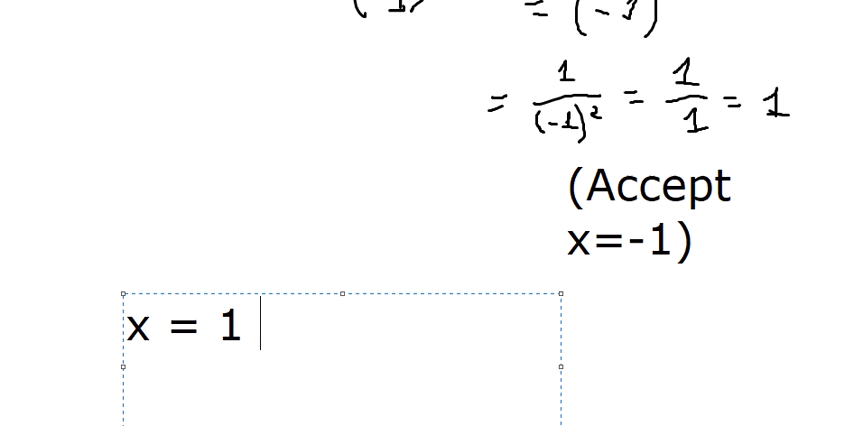 = (-1)
= 1/(-1)² = 1/1 = 1
(Accept
x=-1)
x = 1